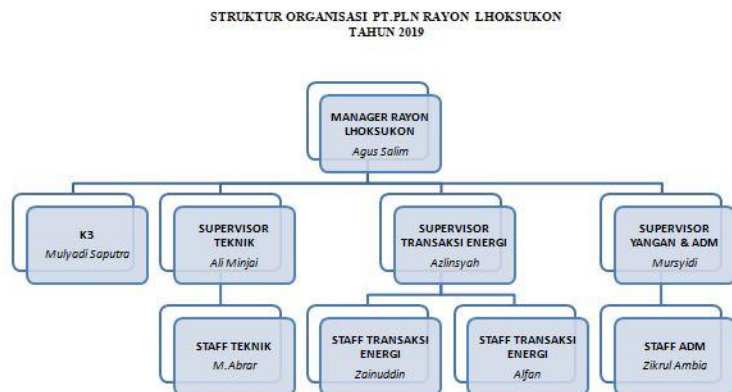 STRUKTUR ORGANISASI PT.PLN RAYON LHOKSUKON
TAHUN 2019
MANAGER RAYON
LHOKSUKON
Agus Salim
K3
Mulyadi Saputra
SUPERVISOR
TEKNIK
Ali Minjai
SUPERVISOR
TRANSAKSI ENERGI
Azlinsyah
SUPERVISOR
YANGAN & ADM
Mursyidi
STAFF TEKNIK
M.Abrar
STAFF TRANSAKSI
ENERGI
Zainuddin
STAFF TRANSAKSI
ENERGI
Alfan
STAFF ADM
Zikrul Ambia